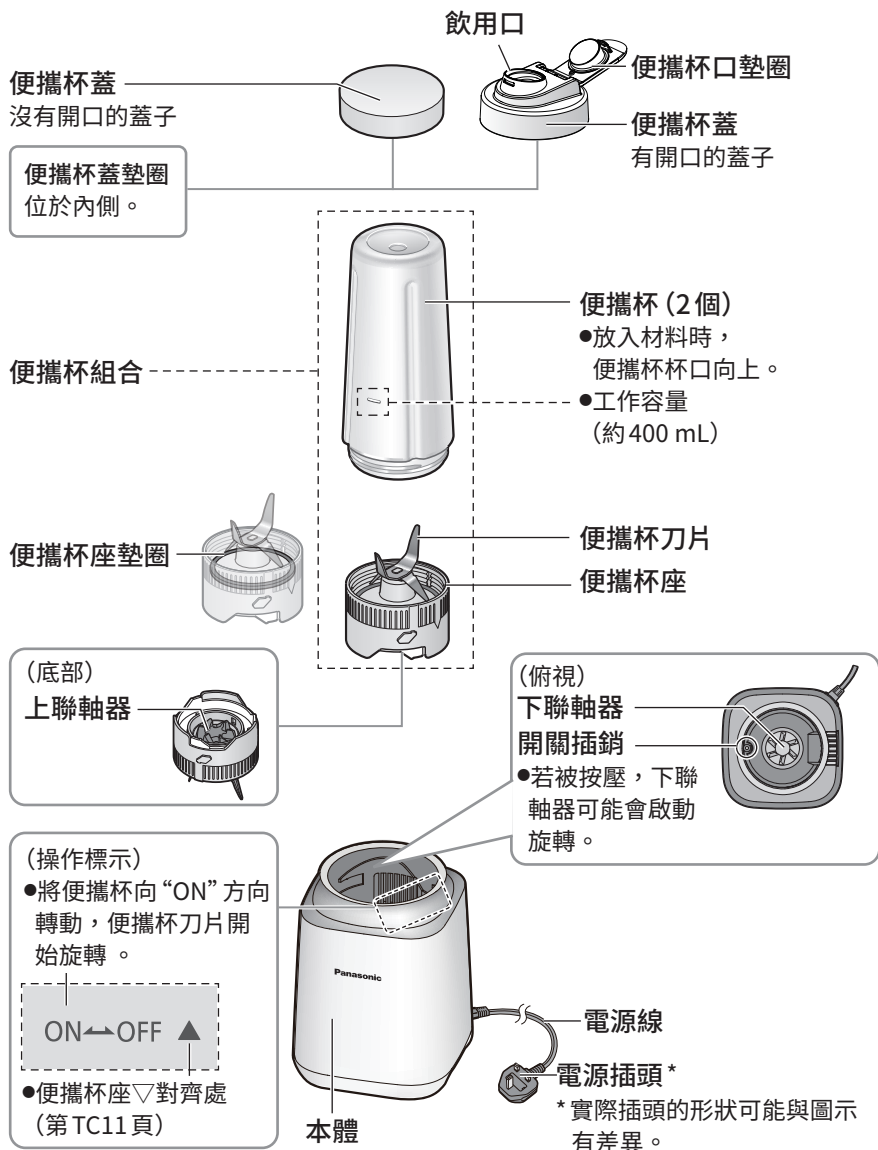 飲用口
便攜杯蓋
沒有開口的蓋子
便攜杯口墊圈
便攜杯蓋
有開口的蓋子
便攜杯蓋墊圈
位於內側。
便攜杯組合
便攜杯（2個）
●放入材料時，
便攜杯杯口向上。
●工作容量
（約400 mL）
便攜杯座墊圈
便攜杯刀片
便攜杯座
（底部）
上聯軸器
（俯視）
下聯軸器
開關插銷
●若被按壓，下聯
軸器可能會啟動
旋轉。
（操作標示）
●將便攜杯向“ON”方向
轉動，便攜杯刀片開
始旋轉。
ON OFF ▲
●便攜杯座▽對齊處
（第TC11頁）
Panasonic
本體
電源線
電源插頭*
*實際插頭的形狀可能與圖示
有差異。